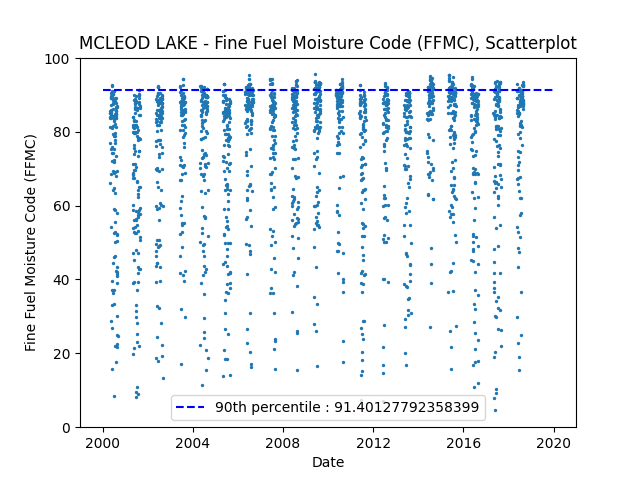 MCLEOD LAKE - Fine Fuel Moisture Code (FFMC), Scatterplot
Fine Fuel Moisture Code (FFMC)
100
80
60
40
20
0
90th percentile : 91.40127792358399
2000 2004 2008 2012 2016 2020
Date